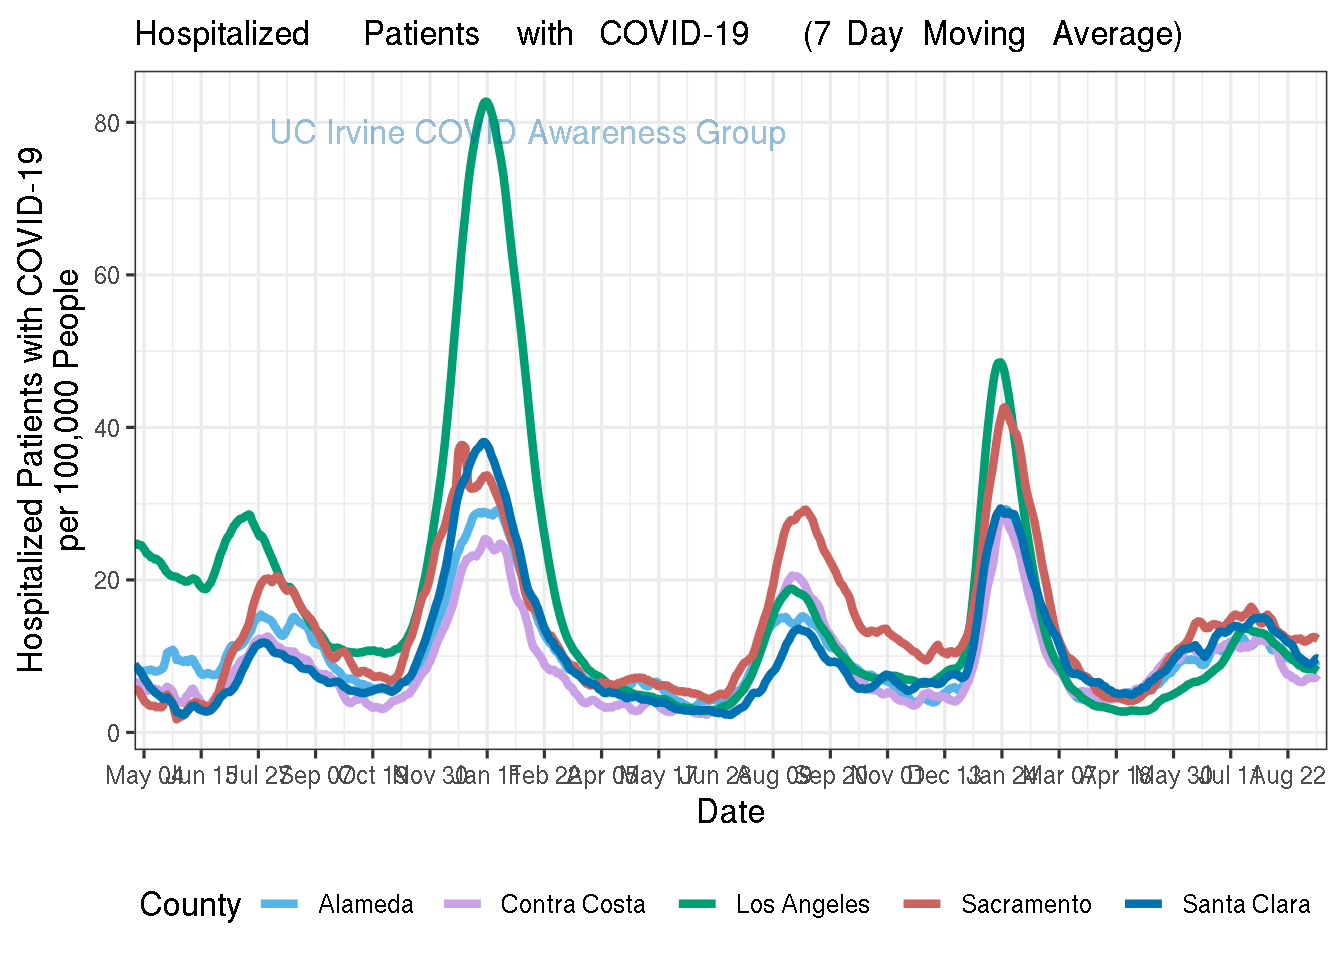 Hospitalized Patients with COVID-19 (7 Day Moving Average)
UC Irvine COVID Awareness Group
Hospitalized Patients with COVID-19
per 100,000 People
80
60
40
20
0
May 04 Jun 15 Jul 27 Sep 07 Oct 19 Nov 30 Jan 11 Feb 22 Apr 05 May 17 Jun 28 Aug 09 Sep 20 Nov 01 Dec 13 Jan 24 Mar 07 Apr 18 May 30 Jul 11 Aug 22
Date
County Alameda Contra Costa Los Angeles Sacramento Santa Clara